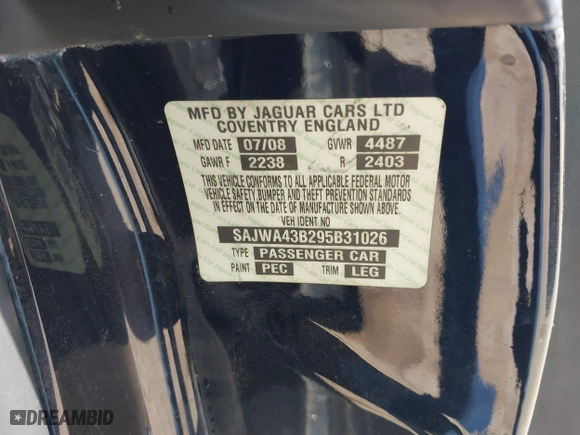 MFD BY JAGUAR CARS LTD
COVENTRY ENGLAND
MFD DATE 07/08 GVWR 4487
GAWR F 2238 R 2403
THIS VEHICLE CONFORMS TO ALL APPLICABLE FEDERAL MOTOR
VEHICLE SAFETY, BUMPER AND THEFT PREVENTION STANDARDS
IN EFFECT ON THE DATE OF MANUFACTURE SHOWN ABOVE.
VEH IDENT NO
SAJWA43B295B31026
TYPE PASSENGER CAR
PAINT PEC TRIM LEG
DREAMBID